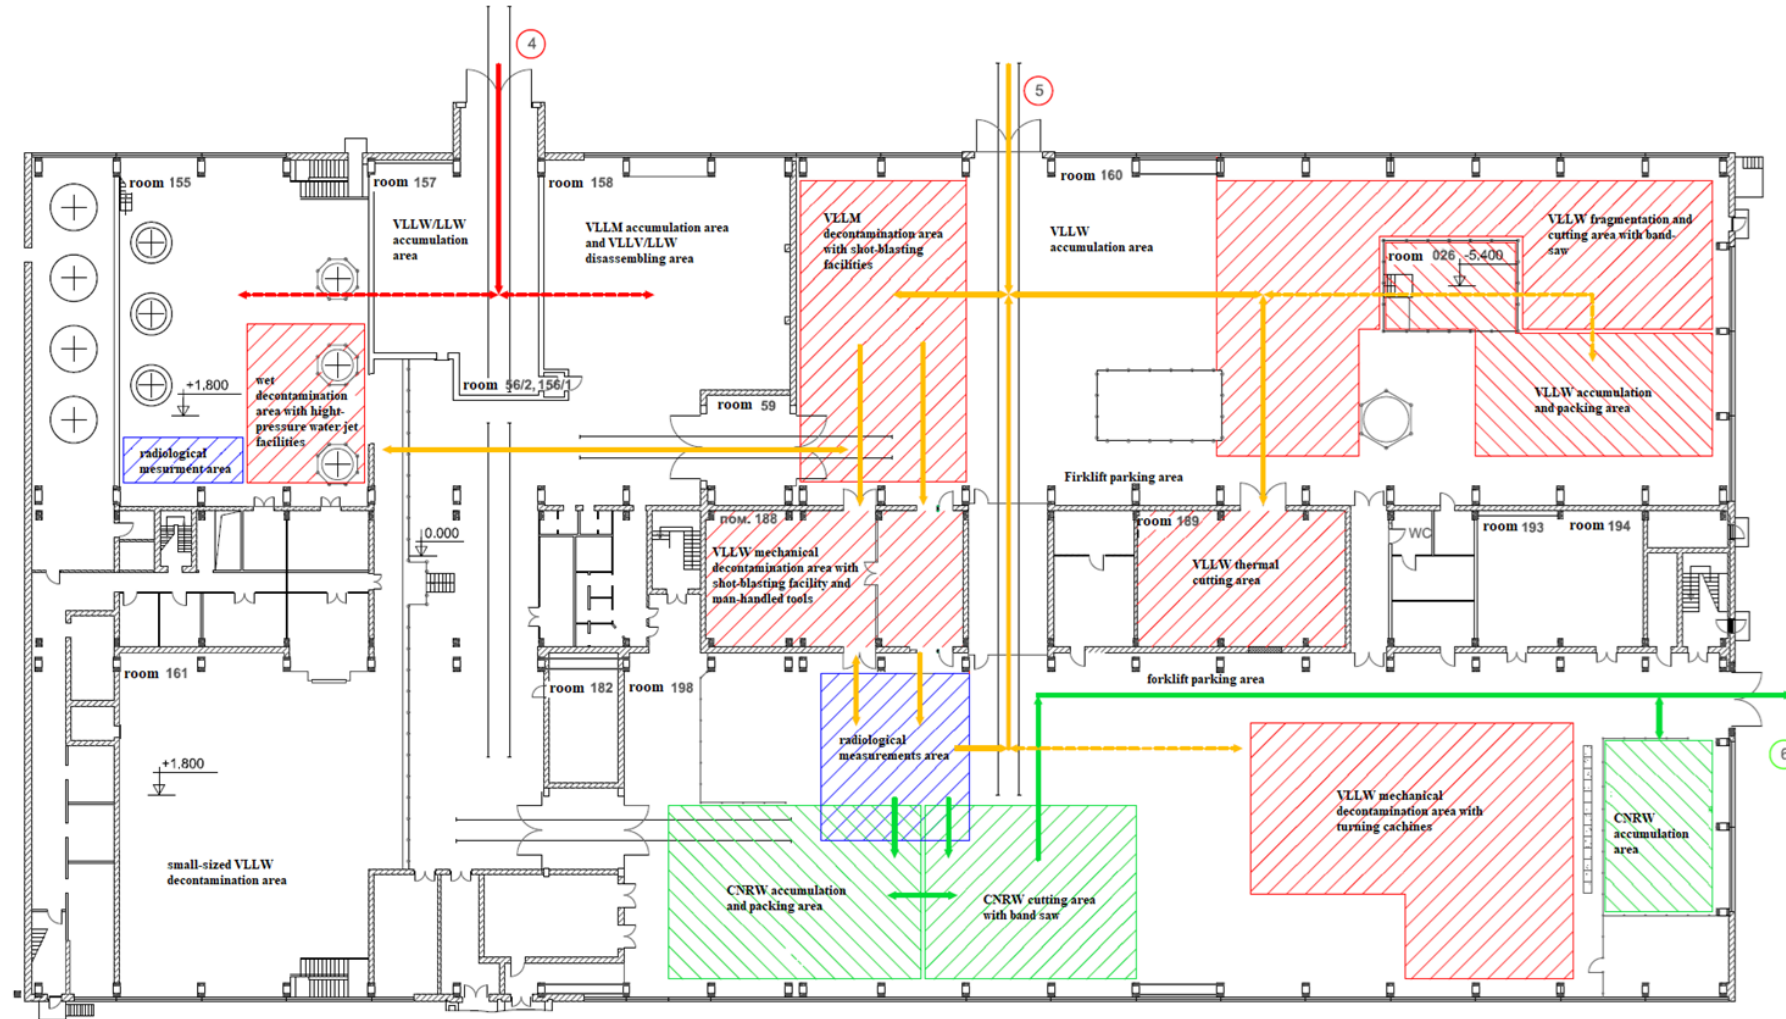 4
5
room 155
room 157
room 158
room 160
VLLW/LLW
accumulation
area
VLLM accumulation area
and VLLV/LLW
disassembling area
VLLM
decontamination area
with shot-blasting
facilities
VLLW
accumulation area
VLLW fragmentation and
cutting area with band-
saw
room 026 -5.400
wet
decontamination
area with hight-
pressure water jet
facilities
+1,800
room 56/2, 156/1
room 59
VLLW accumulation
and packing area
radiological
mesurment area
Firklift parking area
0.000
пом. 188
VLLW mechanical
decontamination area with
shot-blasting facility and
man-handled tools
room 189
VLLW thermal
cutting area
WC
room 193
room 194
room 161
room 182
room 198
forklift parking area
radiological
measurements area
+1.800
6
VLLW mechanical
decontamination area with
turning cachines
CNRW
accumulation
area
small-sized VLLW
decontamination area
CNRW accumulation
and packing area
CNRW cutting area
with band saw